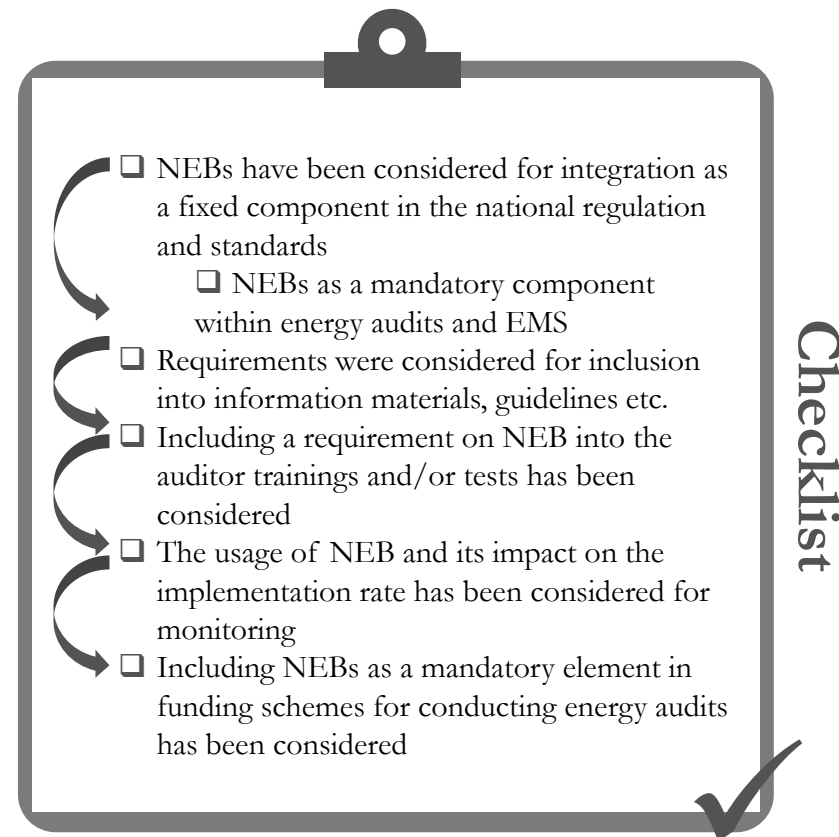 ❑ NEBs have been considered for integration as
a fixed component in the national regulation
and standards
❑ NEBs as a mandatory component
within energy audits and EMS
❑ Requirements were considered for inclusion
into information materials, guidelines etc.
❑ Including a requirement on NEB into the
auditor trainings and/or tests has been
considered
❑ The usage of NEB and its impact on the
implementation rate has been considered for
monitoring
❑ Including NEBs as a mandatory element in
funding schemes for conducting energy audits
has been considered
Checklist